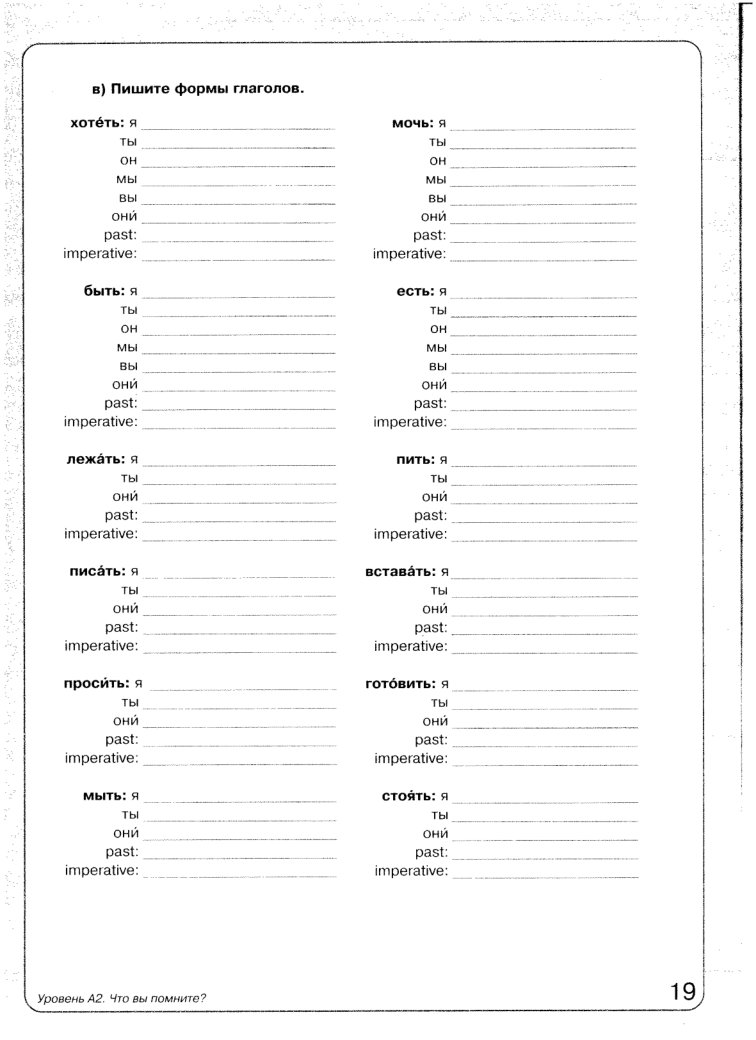 в) Пишите формы глаголов.
хоте́ть: я
ты
он
мы
вы
они́
past:
imperative:
мочь: я
ты
он
мы
вы
они́
past:
imperative:
быть: я
ты
он
мы
вы
они́
past:
imperative:
есть: я
ты
он
мы
вы
они́
past:
imperative:
лежа́ть: я
ты
они́
past:
imperative:
пить: я
ты
они́
past:
imperative:
писа́ть: я
ты
они́
past:
imperative:
встава́ть: я
ты
они́
past:
imperative:
проси́ть: я
ты
они́
past:
imperative:
гото́вить: я
ты
они́
past:
imperative:
мыть: я
ты
они́
past:
imperative:
стоя́ть: я
ты
они́
past:
imperative:
Уровень А2. Что вы помните?
19